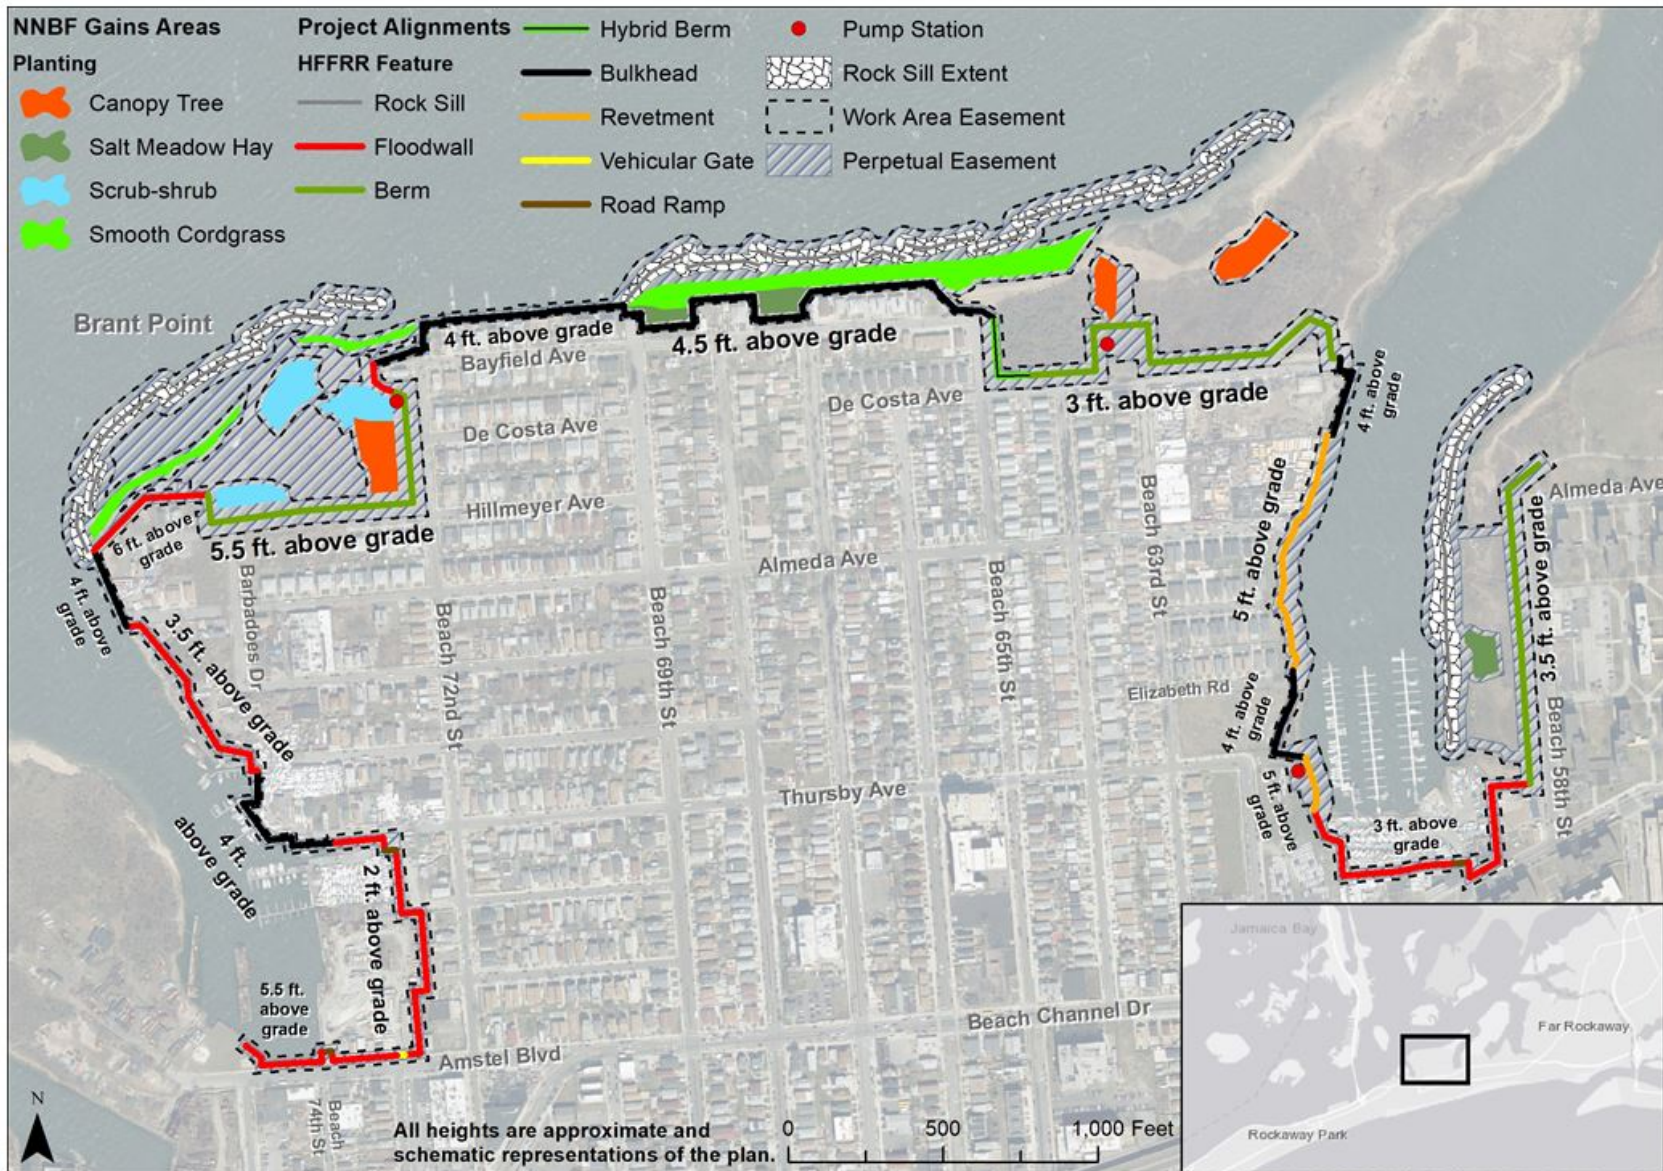 NNBF Gains Areas
Planting
Canopy Tree
Salt Meadow Hay
Scrub-shrub
Smooth Cordgrass
Project Alignments
HFFRR Feature
Rock Sill
Floodwall
Berm
Hybrid Berm
Bulkhead
Revetment
Vehicular Gate
Road Ramp
Pump Station
Rock Sill Extent
Work Area Easement
Perpetual Easement
Brant Point
4 ft. above grade
Bayfield Ave
4.5 ft. above grade
De Costa Ave
3 ft. above grade
4 ft. above
grade
De Costa Ave
Hillmeyer Ave
6 ft. above
grade
5.5 ft. above grade
Almeda Ave
Almeda Ave
4 ft. above
grade
Barbadoes Dr
3.5 ft. above grade
Beach 72nd St
Beach 69th St
Beach 65th St
Beach 63rd St
5 ft. above grade
3.5 ft. above grade
Elizabeth Rd
4 ft. above
grade
5 ft. above
grade
Beach 58th St
Thursby Ave
3 ft. above
grade
4 ft.
above grade
2 ft. above grade
5.5 ft.
above
grade
Beach Channel Dr
Amstel Blvd
Beach
74th St
N
All heights are approximate and
schematic representations of the plan.
0 500 1,000 Feet
Jamaica Bay
Far Rockaway
Rockaway Park